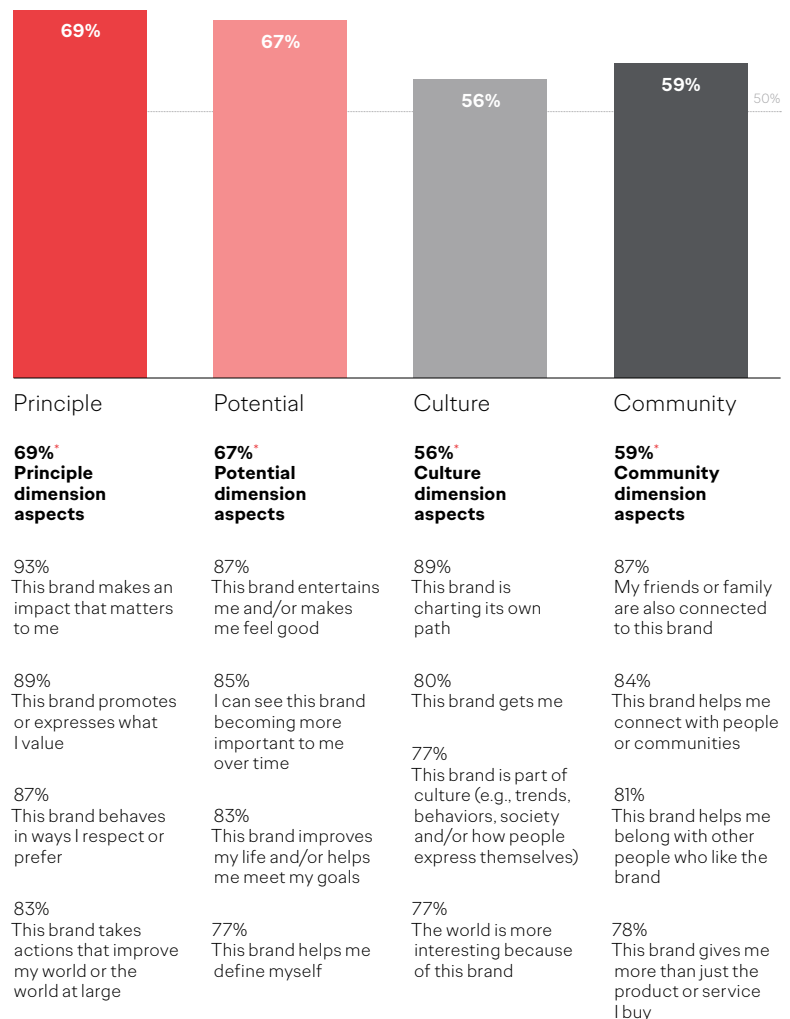 69%
67%
56%
59%
50%
Principle
Potential
Culture
Community
69%*
Principle
dimension
aspects
93%
This brand makes an
impact that matters
to me
89%
This brand promotes
or expresses what
I value
87%
This brand behaves
in ways I respect or
prefer
83%
This brand takes
actions that improve
my world or the
world at large
67%*
Potential
dimension
aspects
87%
This brand entertains
me and/or makes
me feel good
85%
I can see this brand
becoming more
important to me
over time
83%
This brand improves
my life and/or helps
me meet my goals
77%
This brand helps me
define myself
56%*
Culture
dimension
aspects
89%
This brand is
charting its own
path
80%
This brand gets me
77%
This brand is part of
culture (e.g., trends,
behaviors, society
and/or how people
express themselves)
77%
The world is more
interesting because
of this brand
59%*
Community
dimension
aspects
87%
My friends or family
are also connected
to this brand
84%
This brand helps me
connect with people
or communities
81%
This brand helps me
belong with other
people who like the
brand
78%
This brand gives me
more than just the
product or service
I buy